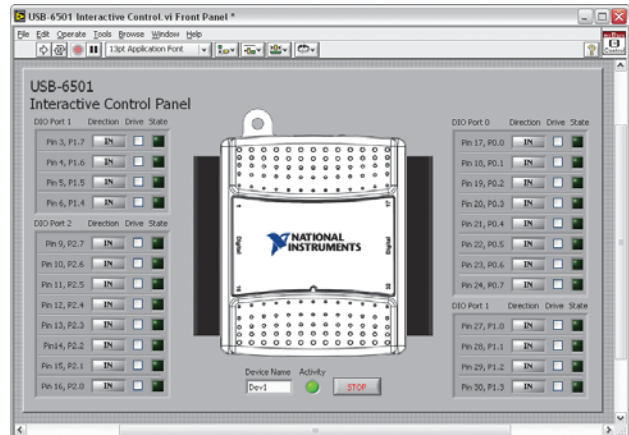 USB-6501 Interactive Control.vi Front Panel *
File Edit Operate Tools Browse Window Help
13pt Application Font
?
USB-6501
Interactive Control Panel
DIO Port 1 Direction Drive State
Pin 3, P1.7 IN
Pin 4, P1.6 IN
Pin 5, P1.5 IN
Pin 6, P1.4 IN
DIO Port 2 Direction Drive State
Pin 9, P2.7 IN
Pin 10, P2.6 IN
Pin 11, P2.5 IN
Pin 12, P2.4 IN
Pin 13, P2.3 IN
Pin14, P2.2 IN
Pin 15, P2.1 IN
Pin 16, P2.0 IN
1 17
Digital Digital
NATIONAL
INSTRUMENTS
16 32
Device Name Activity
Dev1 STOP
DIO Port 0 Direction Drive State
Pin 17, P0.0 IN
Pin 18, P0.1 IN
Pin 19, P0.2 IN
Pin 20, P0.3 IN
Pin 21, P0.4 IN
Pin 22, P0.5 IN
Pin 23, P0.6 IN
Pin 24, P0.7 IN
DIO Port 1 Direction Drive State
Pin 27, P1.0 IN
Pin 28, P1.1 IN
Pin 29, P1.2 IN
Pin 30, P1.3 IN